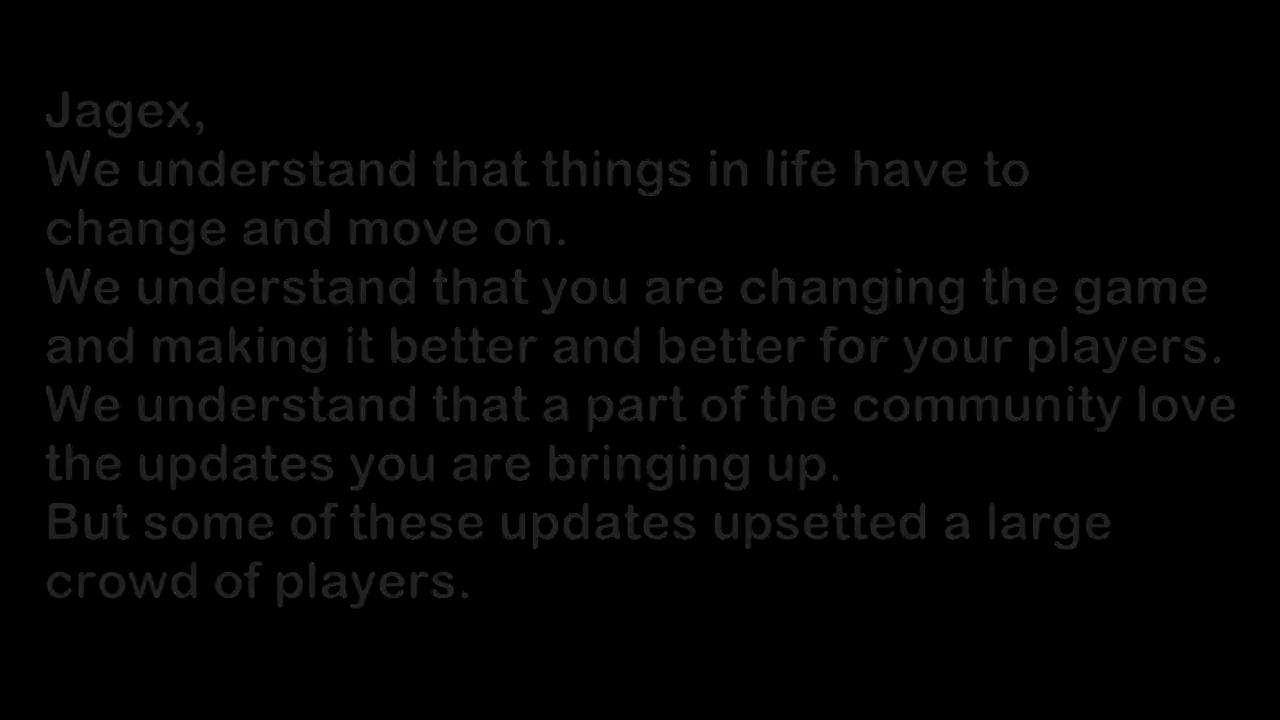 Jagex,
We understand that things in life have to
change and move on.
We understand that you are changing the game
and making it better and better for your players.
We understand that a part of the community love
the updates you are bringing up.
But some of these updates upsetted a large
crowd of players.